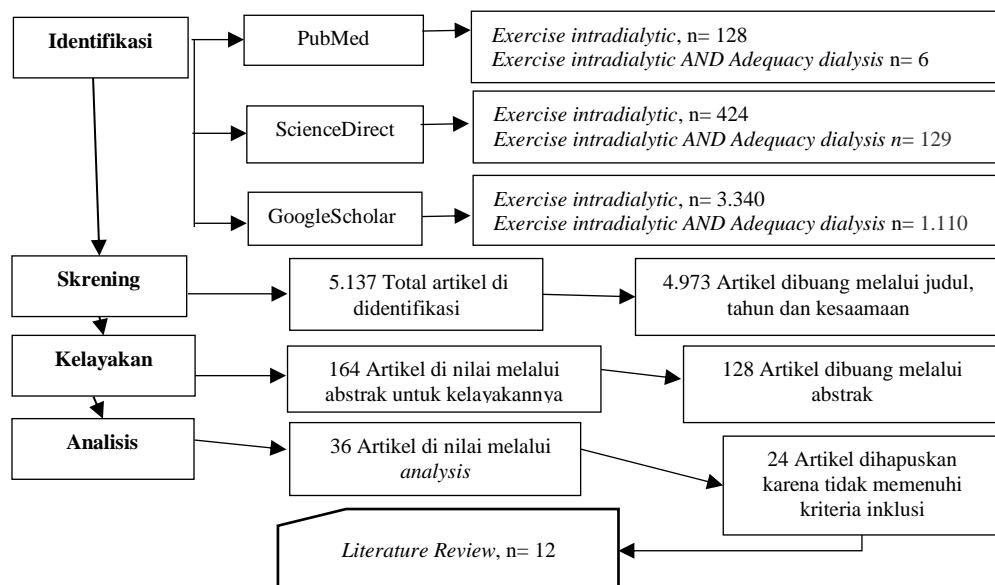 Identifikasi
PubMed
Exercise intradialytic, n= 128
Exercise intradialytic AND Adequacy dialysis n= 6
ScienceDirect
Exercise intradialytic, n= 424
Exercise intradialytic AND Adequacy dialysis n= 129
GoogleScholar
Exercise intradialytic, n= 3.340
Exercise intradialytic AND Adequacy dialysis n= 1.110
Skrening
5.137 Total artikel di
didentifikasi
4.973 Artikel dibuang melalui judul,
tahun dan kesaamaan
Kelayakan
164 Artikel di nilai melalui
abstrak untuk kelayakannya
128 Artikel dibuang melalui
abstrak
Analisis
36 Artikel di nilai melalui
analysis
24 Artikel dihapuskan
karena tidak memenuhi
kriteria inklusi
Literature Review, n= 12